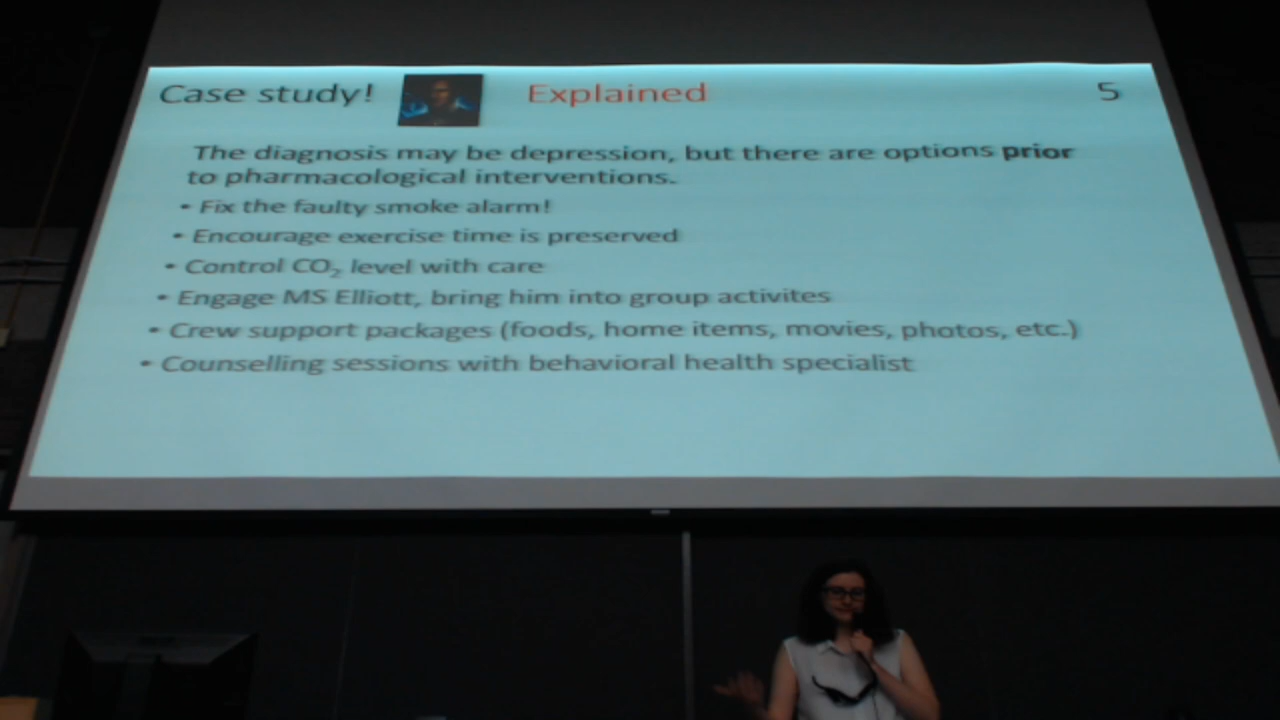 Case study! Explained 5
The diagnosis may be depression, but there are options prior
to pharmacological interventions.
• Fix the faulty smoke alarm!
• Encourage exercise time is preserved
• Control CO₂ level with care
• Engage MS Elliott, bring him into group activites
• Crew support packages (foods, home items, movies, photos, etc.)
• Counselling sessions with behavioral health specialist